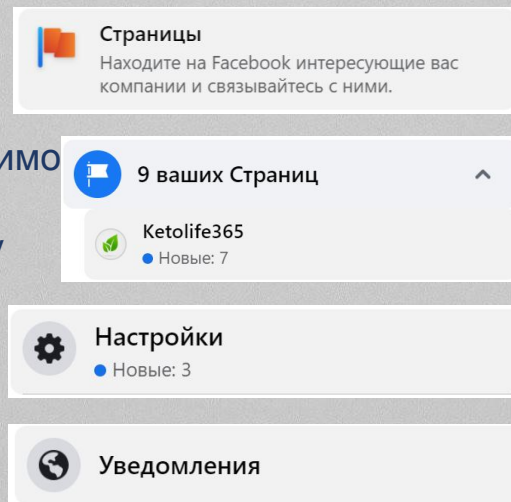 Страницы
Находите на Facebook интересующие вас
компании и связывайтесь с ними.
9 ваших Страниц
Ketolife365
Новые: 7
Настройки
Новые: 3
Уведомления